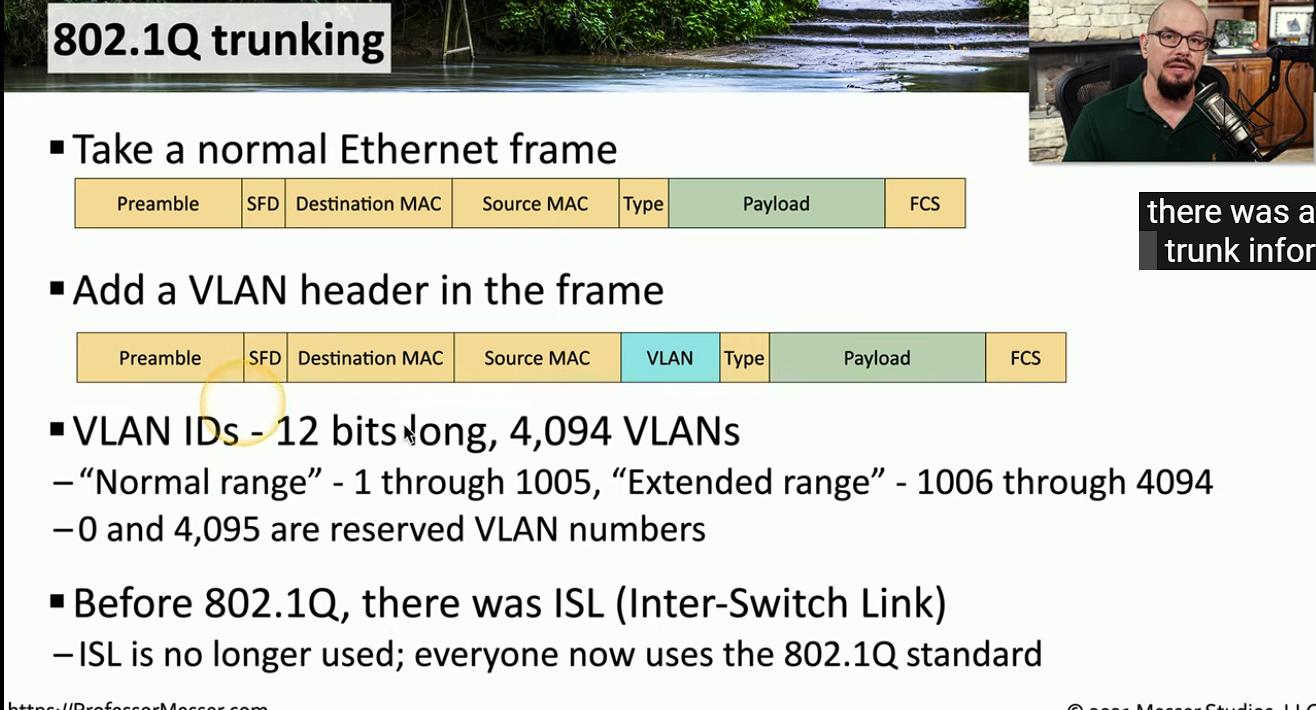 802.1Q trunking
▪ Take a normal Ethernet frame
Preamble SFD Destination MAC Source MAC Type Payload FCS
there was a
trunk infor
▪ Add a VLAN header in the frame
Preamble SFD Destination MAC Source MAC VLAN Type Payload FCS
▪ VLAN IDs - 12 bits long, 4,094 VLANs
– “Normal range” - 1 through 1005, “Extended range” - 1006 through 4094
– 0 and 4,095 are reserved VLAN numbers
▪ Before 802.1Q, there was ISL (Inter-Switch Link)
– ISL is no longer used; everyone now uses the 802.1Q standard
https://ProfessorMesser.com
© 2021 Messer Studios, LLC